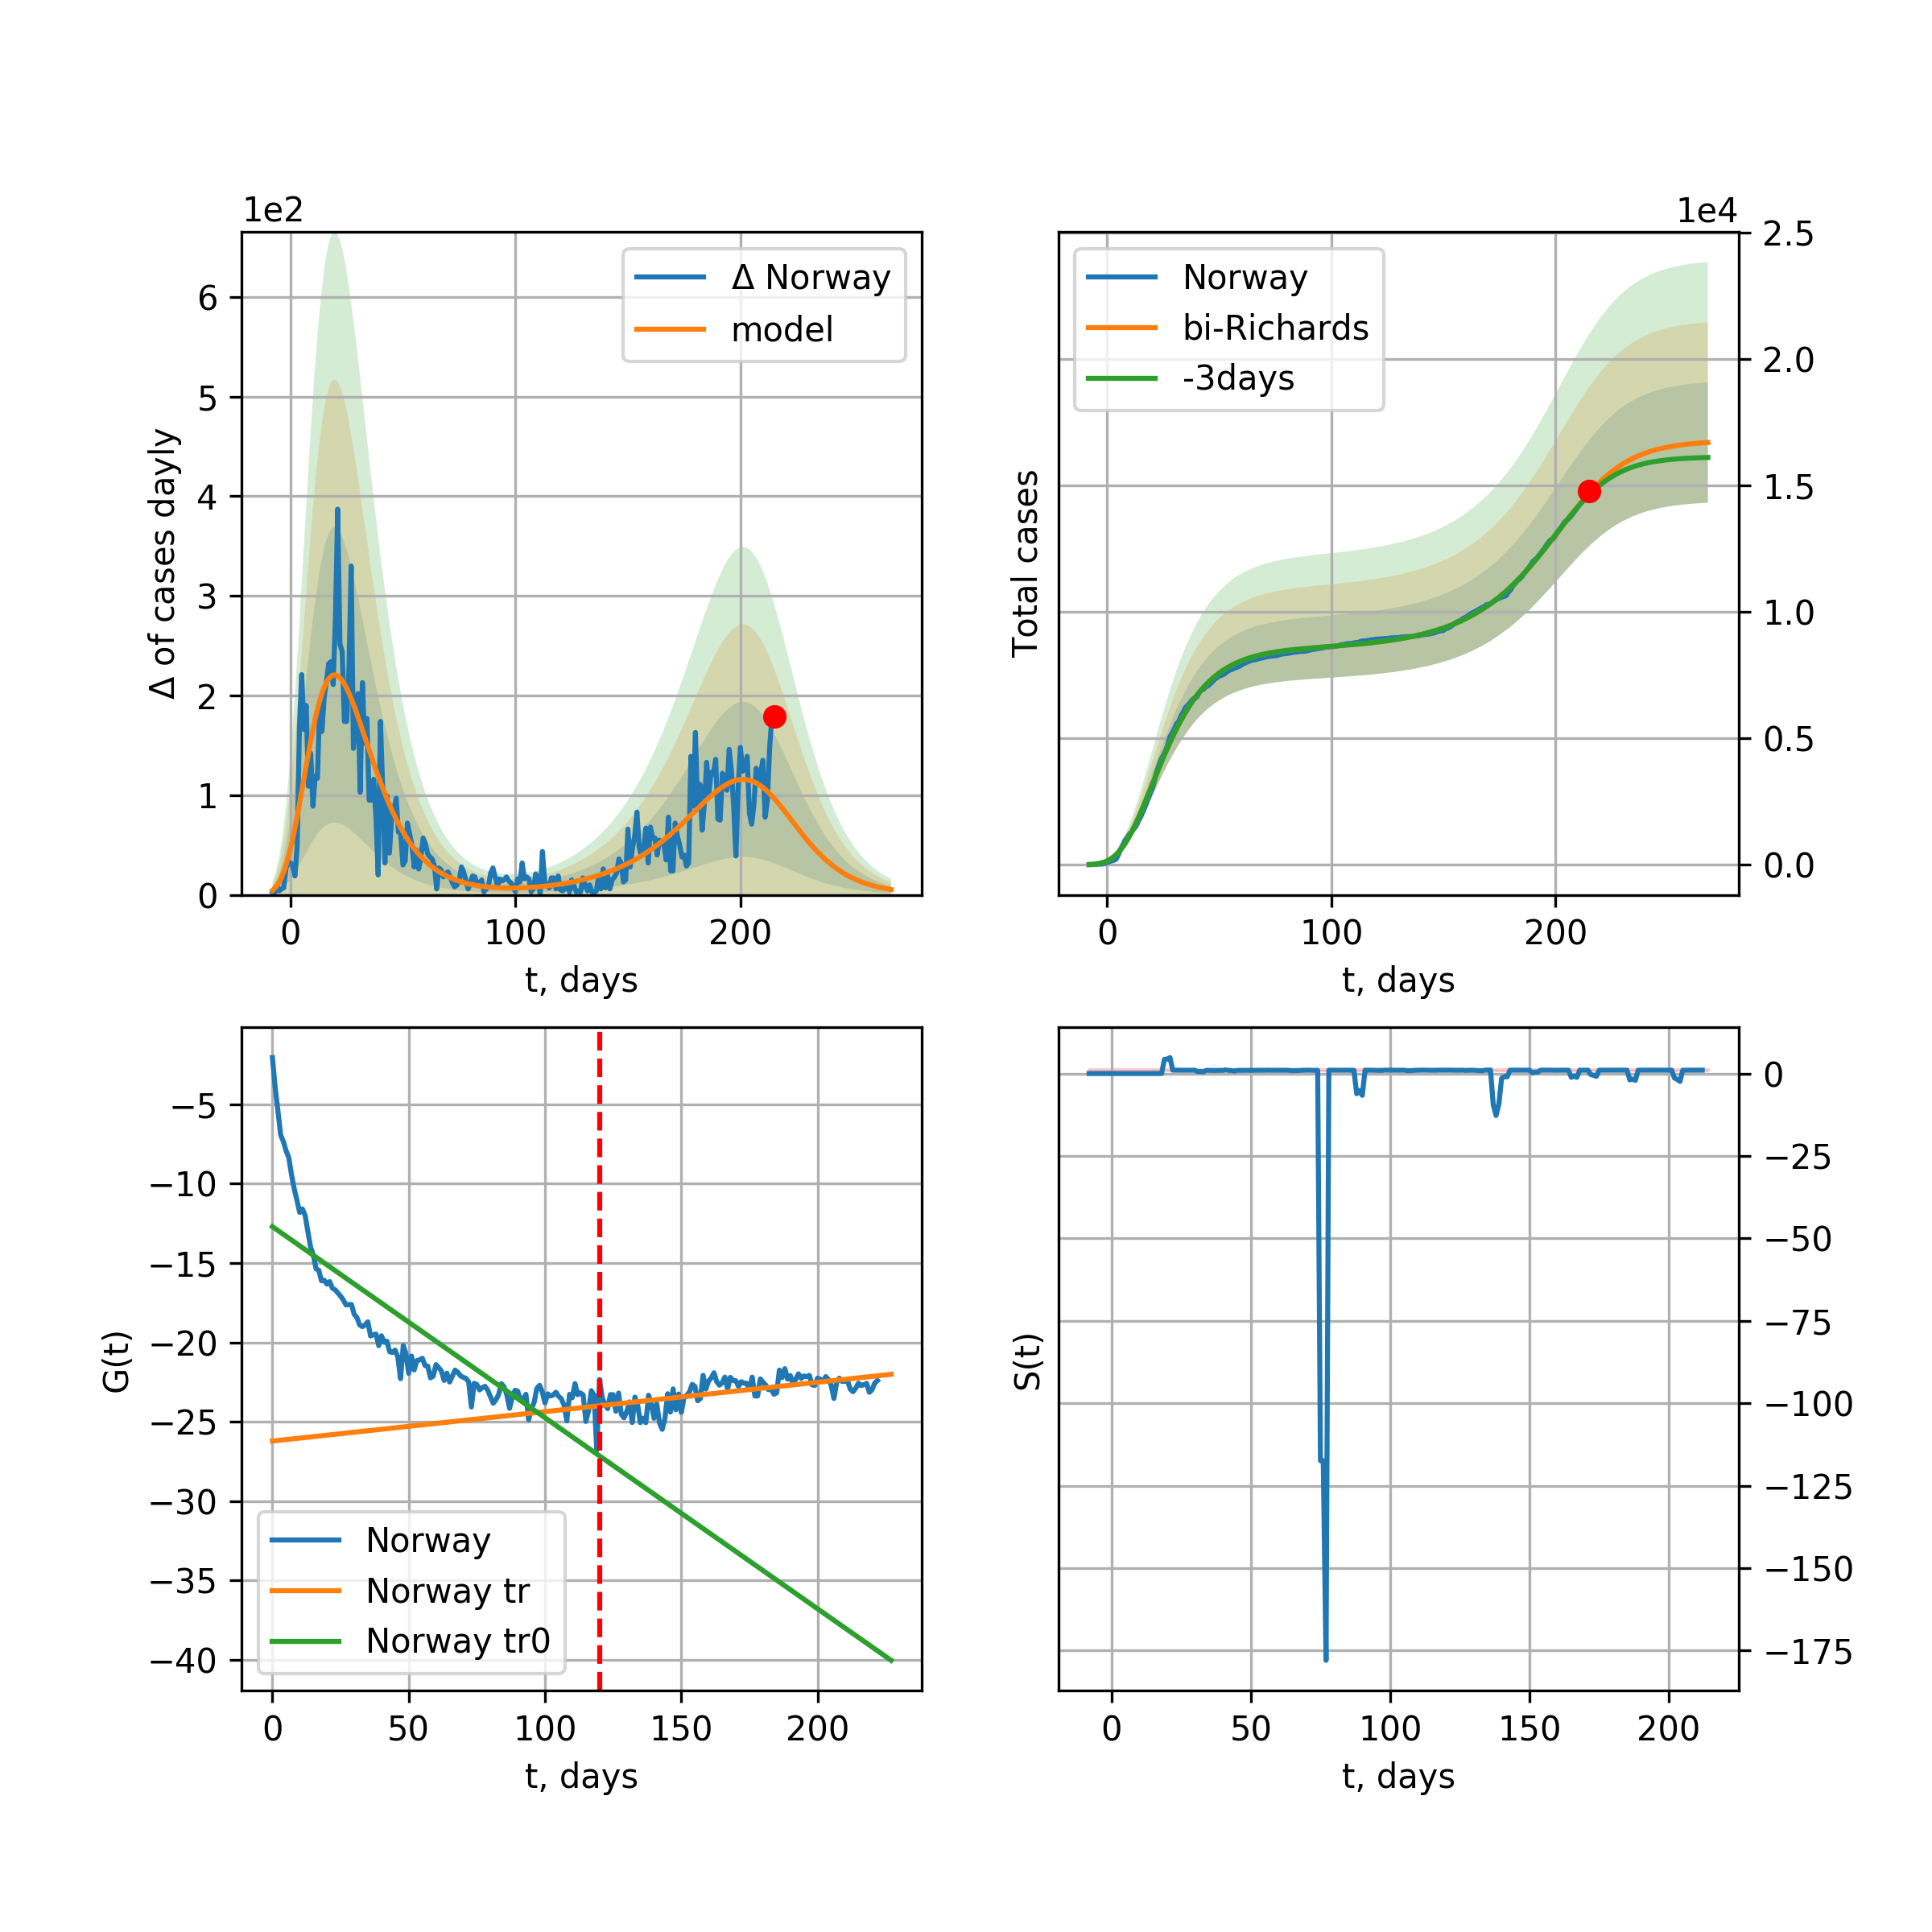 1e2
Δ of cases dayly
6
5
4
3
2
1
0
Δ Norway
model
0 100 200
t, days
1e4
Total cases
Norway
bi-Richards
-3days
2.5
2.0
1.5
1.0
0.5
0.0
0 100 200
t, days
G(t)
−5
−10
−15
−20
−25
−30
−35
−40
Norway
Norway tr
Norway tr0
0 50 100 150 200
t, days
S(t)
0
−25
−50
−75
−100
−125
−150
−175
0 50 100 150 200
t, days